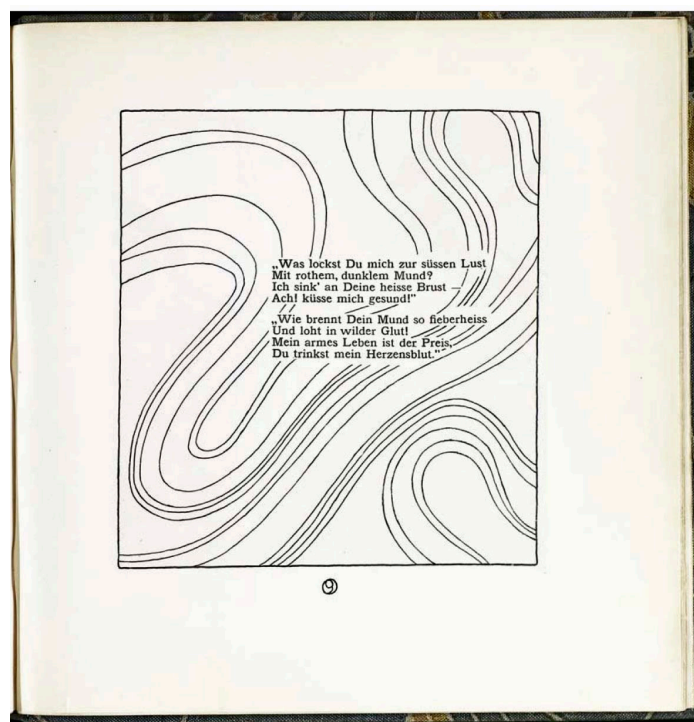 „Was lockst Du mich zur süssen Lust
Mit rothem, dunklem Mund?
Ich sink’ an Deine heisse Brust —
Ach! küsse mich gesund!”
„Wie brennt Dein Mund so fieberheiss
Und loht in wilder Glut!
Mein armes Leben ist der Preis,
Du trinkst mein Herzensblut.”
9